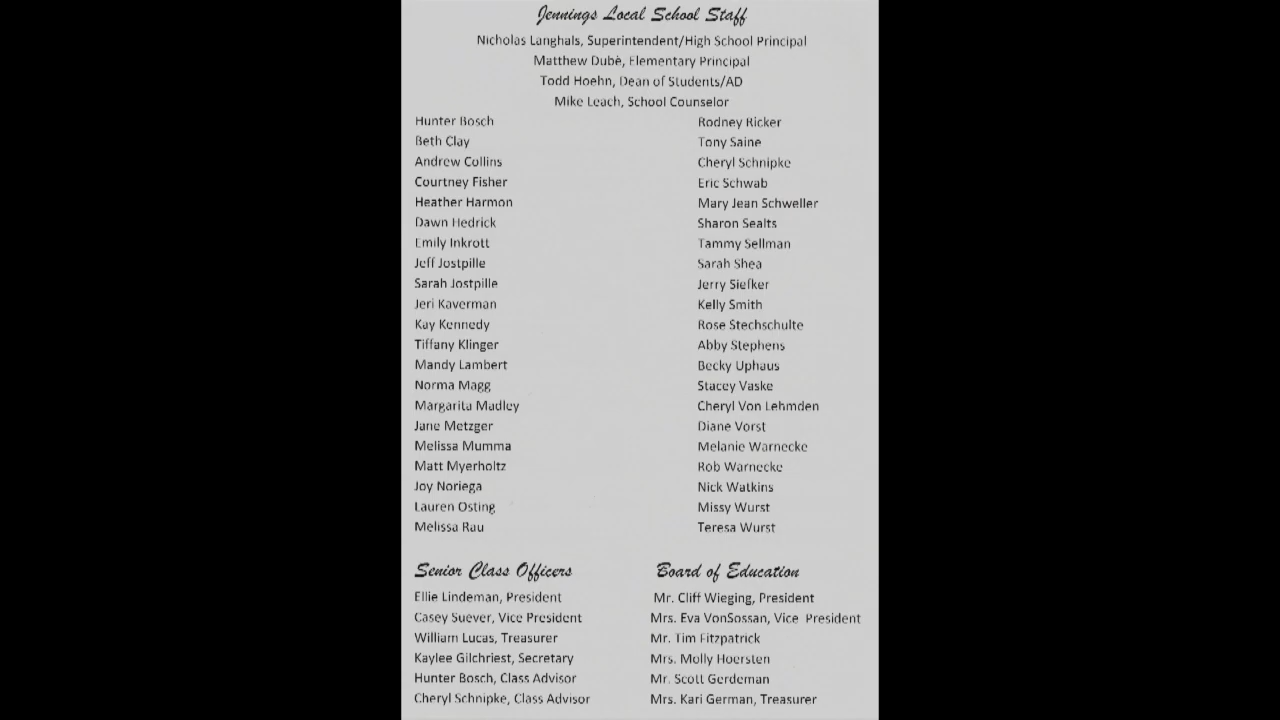 Jennings Local School Staff
Nicholas Langhals, Superintendent/High School Principal
Matthew Dubè, Elementary Principal
Todd Hoehn, Dean of Students/AD
Mike Leach, School Counselor
Hunter Bosch
Beth Clay
Andrew Collins
Courtney Fisher
Heather Harmon
Dawn Hedrick
Emily Inkrott
Jeff Jostpille
Sarah Jostpille
Jeri Kaverman
Kay Kennedy
Tiffany Klinger
Mandy Lambert
Norma Magg
Margarita Madley
Jane Metzger
Melissa Mumma
Matt Myerholtz
Joy Noriega
Lauren Osting
Melissa Rau
Rodney Ricker
Tony Saine
Cheryl Schnipke
Eric Schwab
Mary Jean Schweller
Sharon Sealts
Tammy Sellman
Sarah Shea
Jerry Siefker
Kelly Smith
Rose Stechschulte
Abby Stephens
Becky Uphaus
Stacey Vaske
Cheryl Von Lehmden
Diane Vorst
Melanie Warnecke
Rob Warnecke
Nick Watkins
Missy Wurst
Teresa Wurst
Senior Class Officers
Ellie Lindeman, President
Casey Suever, Vice President
William Lucas, Treasurer
Kaylee Gilchriest, Secretary
Hunter Bosch, Class Advisor
Cheryl Schnipke, Class Advisor
Board of Education
Mr. Cliff Wieging, President
Mrs. Eva VonSossan, Vice President
Mr. Tim Fitzpatrick
Mrs. Molly Hoersten
Mr. Scott Gerdeman
Mrs. Kari German, Treasurer